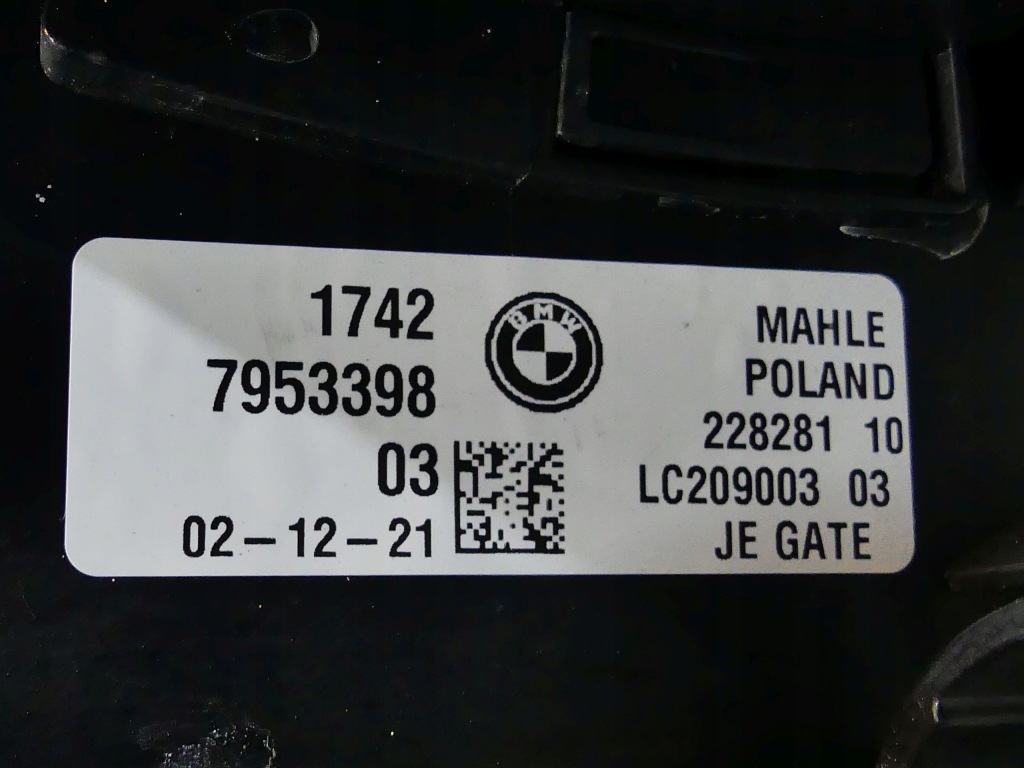 1742
7953398
03
02-12-21
BMW
MAHLE
POLAND
228281 10
LC209003 03
JE GATE